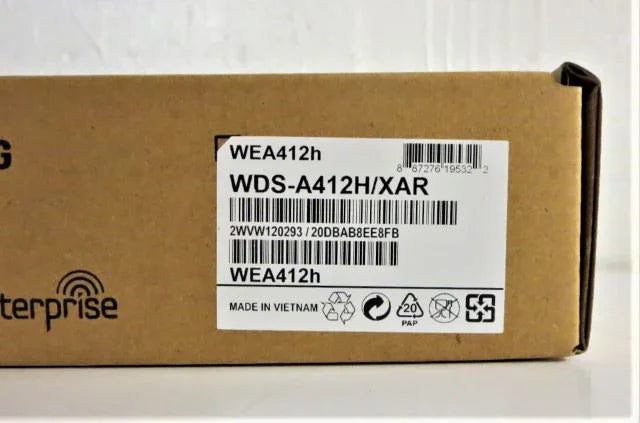 G
WEA412h
8 87276 19532 2
WDS-A412H/XAR
2WVW120293 / 20DBAB8EE8FB
WEA412h
terprise
MADE IN VIETNAM
20
PAP